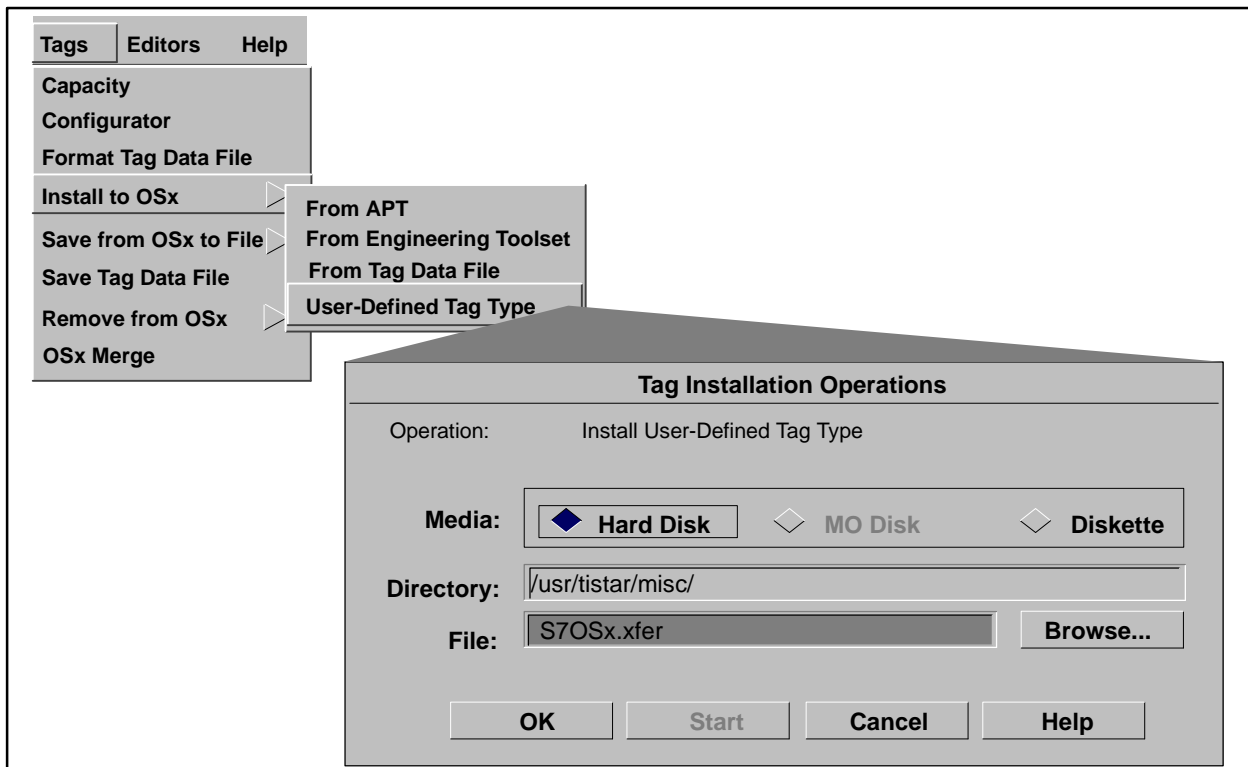 Tags Editors Help
Capacity
Configurator
Format Tag Data File
Install to OSx
Save from OSx to File
Save Tag Data File
Remove from OSx
OSx Merge
From APT
From Engineering Toolset
From Tag Data File
User-Defined Tag Type
Tag Installation Operations
Operation: Install User-Defined Tag Type
Media: Hard Disk MO Disk Diskette
Directory: /usr/tistar/misc/
File: S7OSx.xfer Browse...
OK Start Cancel Help